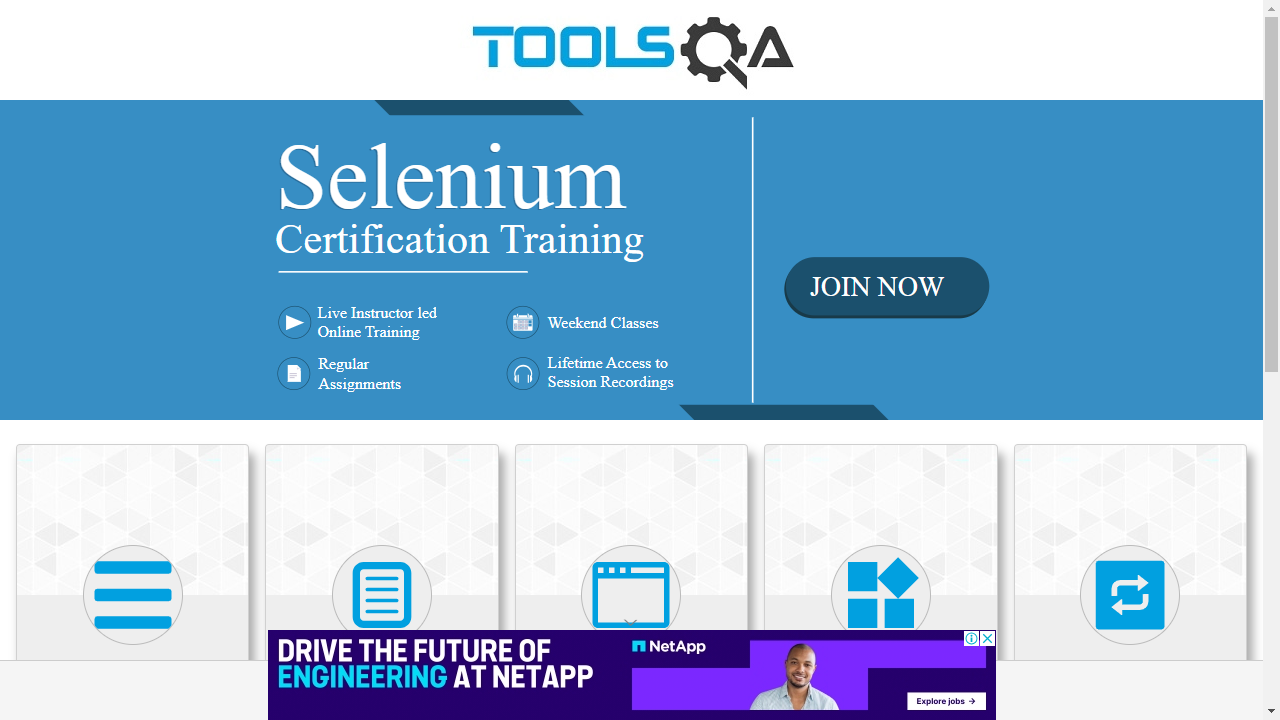 TOOLSQA
Selenium
Certification Training
JOIN NOW
Live Instructor led
Online Training
Weekend Classes
Regular
Assignments
Lifetime Access to
Session Recordings
DRIVE THE FUTURE OF
ENGINEERING AT NETAPP
NetApp
Explore jobs →